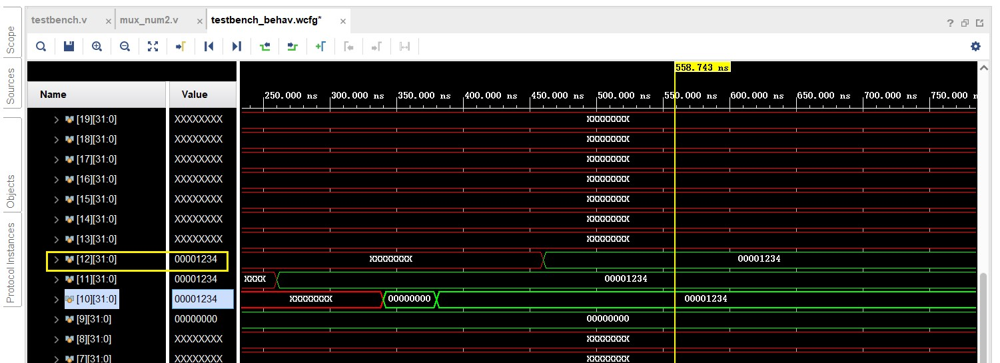 testbench.v × mux_num2.v × testbench_behav.wcfg* ×
?
Scope
Sources
Objects
Protocol Instances
558.743 ns
Name Value
250.000 ns 300.000 ns 350.000 ns 400.000 ns 450.000 ns 500.000 ns 550.000 ns 600.000 ns 650.000 ns 700.000 ns 750.000 n
[19][31:0] XXXXXXXX XXXXXXXX
[18][31:0] XXXXXXXX XXXXXXXX
[17][31:0] XXXXXXXX XXXXXXXX
[16][31:0] XXXXXXXX XXXXXXXX
[15][31:0] XXXXXXXX XXXXXXXX
[14][31:0] XXXXXXXX XXXXXXXX
[13][31:0] XXXXXXXX XXXXXXXX
[12][31:0] 00001234 XXXXXXXX 00001234
[11][31:0] 00001234 XXXX 00001234
[10][31:0] 00001234 XXXXXXXX 00000000 00001234
[9][31:0] 00000000 00000000
[8][31:0] XXXXXXXX XXXXXXXX
[7][31:0] XXXXXXXX XXXXXXXX